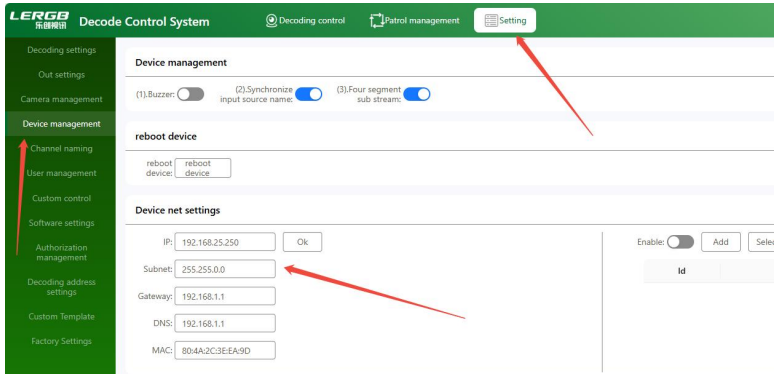 LERGB
乐创视讯
Decode Control System
Decoding control
Patrol management
Setting
Decoding settings
Out settings
Camera management
Device management
Channel naming
User management
Custom control
Software settings
Authorization
management
Decoding address
settings
Custom Template
Factory Settings
Device management
(1).Buzzer:
(2).Synchronize
input source name:
(3).Four segment
sub stream:
reboot device
reboot
device:
reboot
device
Device net settings
IP: 192.168.25.250 Ok
Subnet: 255.255.0.0
Gateway: 192.168.1.1
DNS: 192.168.1.1
MAC: 80:4A:2C:3E:EA:9D
Enable: Add Selec
Id